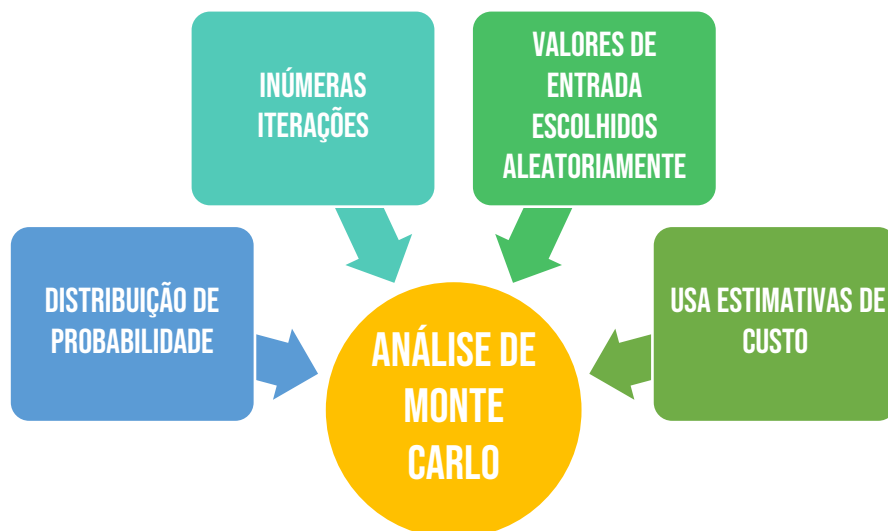 INÚMERAS
ITERAÇÕES
VALORES DE
ENTRADA
ESCOLHIDOS
ALEATORIAMENTE
DISTRIBUIÇÃO DE
PROBABILIDADE
USA ESTIMATIVAS DE
CUSTO
ANÁLISE DE
MONTE
CARLO